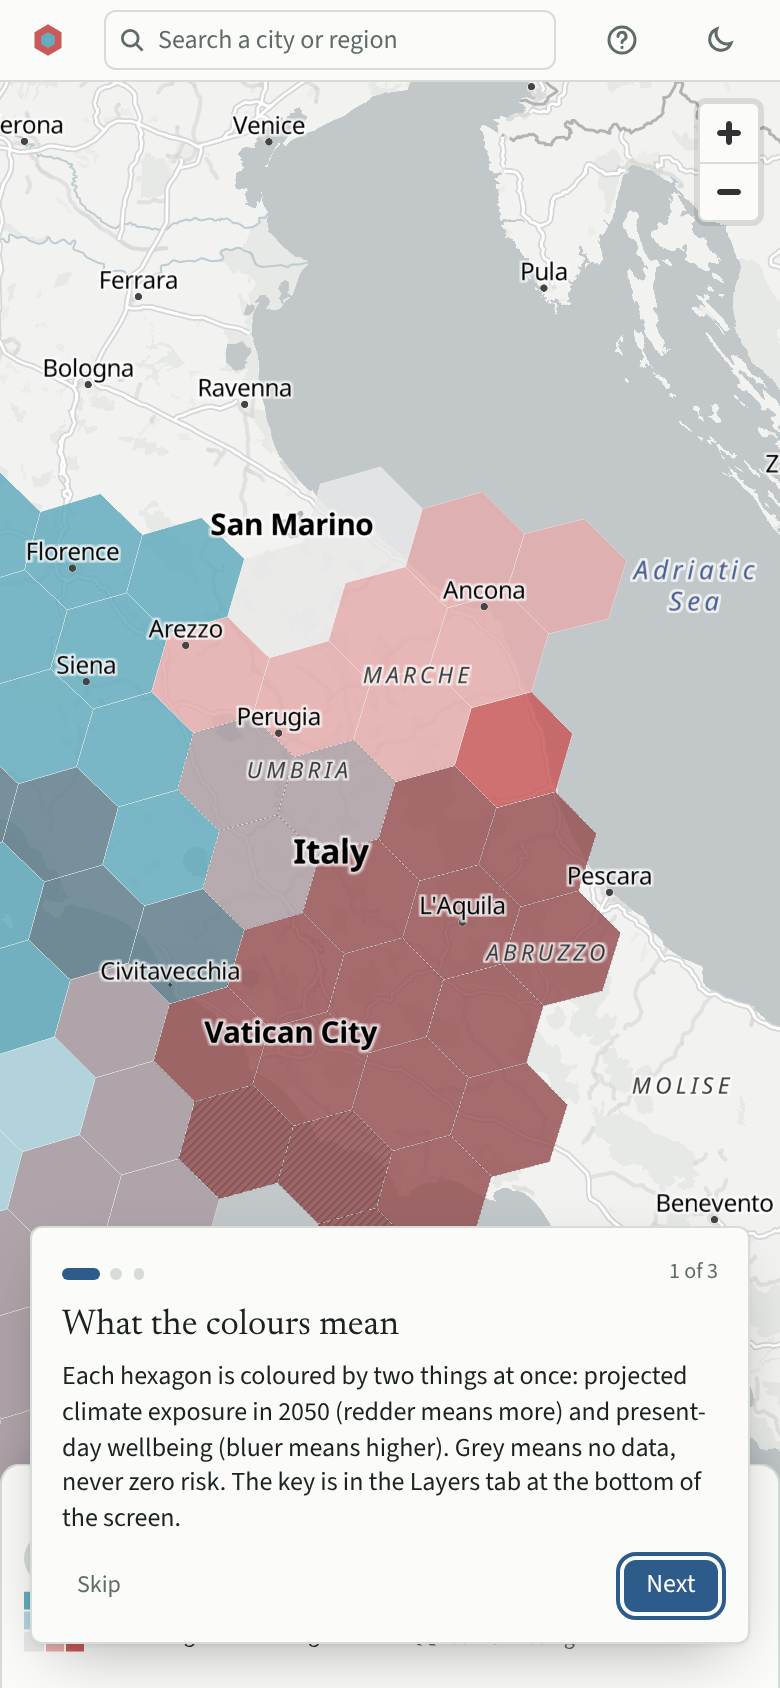 Search a city or region
erona
Venice
Ferrara
Pula
Bologna
Ravenna
Z
San Marino
Florence
Adriatic
Sea
Ancona
Arezzo
Siena
MARCHE
Perugia
UMBRIA
Italy
Pescara
L'Aquila
ABRUZZO
Civitavecchia
Vatican City
MOLISE
Benevento
1 of 3
What the colours mean
Each hexagon is coloured by two things at once: projected
climate exposure in 2050 (redder means more) and present-
day wellbeing (bluer means higher). Grey means no data,
never zero risk. The key is in the Layers tab at the bottom of
the screen.
Skip
Next